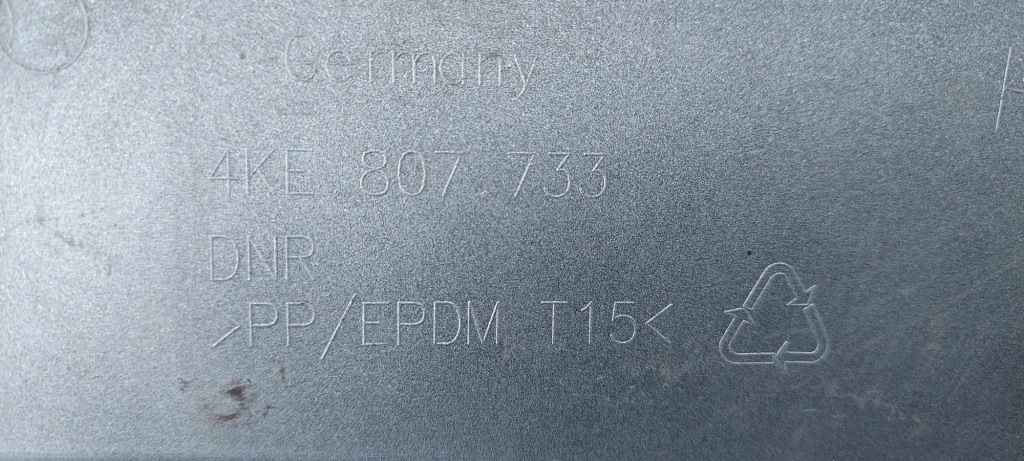 Germany
4KE 807.733
DNR
>PP/EPDM T15<